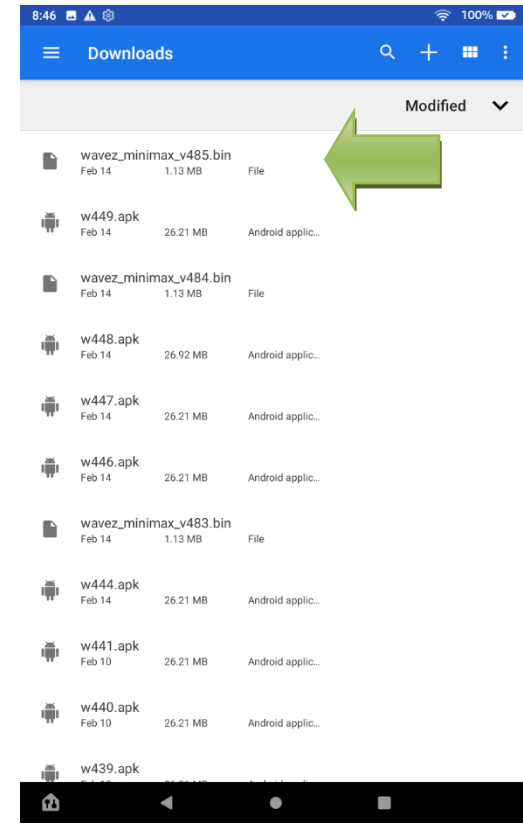 8:46 100%
Downloads
Modified
wavez_minimax_v485.bin
Feb 14 1.13 MB File
w449.apk
Feb 14 26.21 MB Android applic...
wavez_minimax_v484.bin
Feb 14 1.13 MB File
w448.apk
Feb 14 26.92 MB Android applic...
w447.apk
Feb 14 26.21 MB Android applic...
w446.apk
Feb 14 26.21 MB Android applic...
wavez_minimax_v483.bin
Feb 14 1.13 MB File
w444.apk
Feb 14 26.21 MB Android applic...
w441.apk
Feb 10 26.21 MB Android applic...
w440.apk
Feb 10 26.21 MB Android applic...
w439.apk